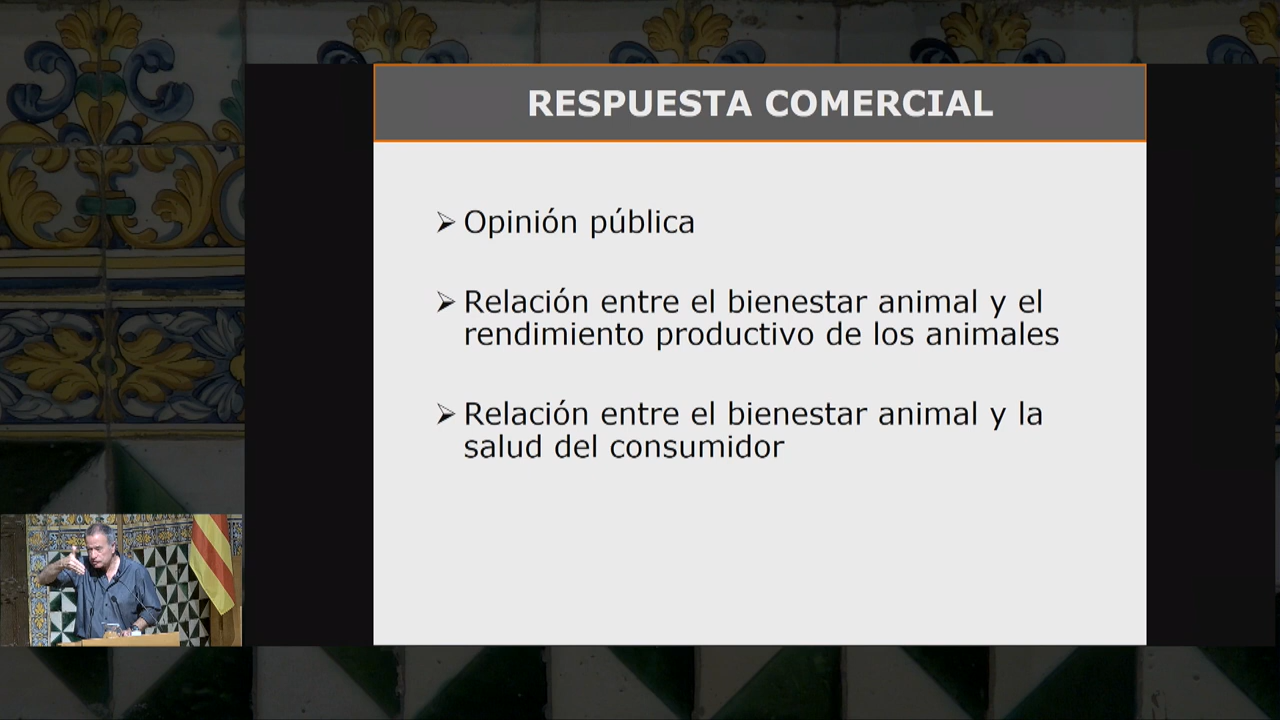 RESPUESTA COMERCIAL
➢ Opinión pública
➢ Relación entre el bienestar animal y el
rendimiento productivo de los animales
➢ Relación entre el bienestar animal y la
salud del consumidor